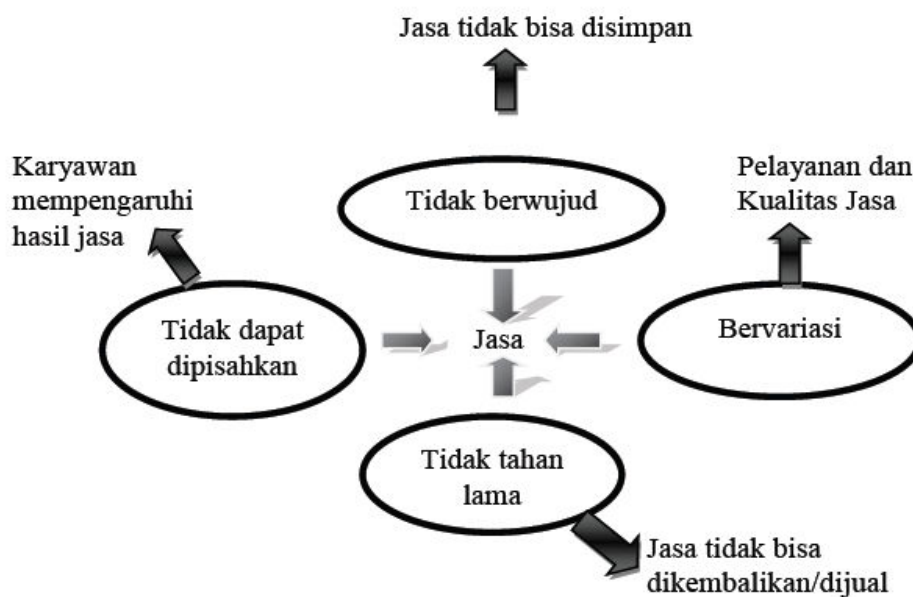 Jasa tidak bisa disimpan
Karyawan
mempengaruhi
hasil jasa
Tidak berwujud
Pelayanan dan
Kualitas Jasa
Tidak dapat
dipisahkan
Jasa
Bervariasi
Tidak tahan
lama
Jasa tidak bisa
dikembalikan/dijual